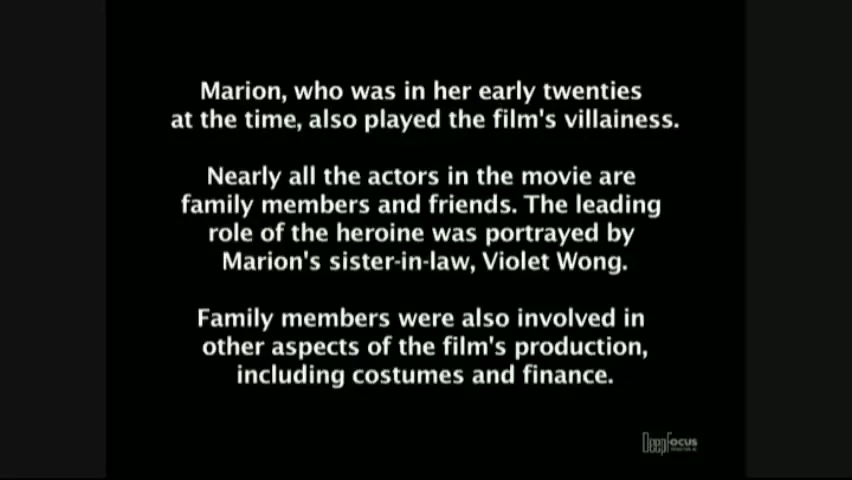 Marion, who was in her early twenties
at the time, also played the film's villainess.
Nearly all the actors in the movie are
family members and friends. The leading
role of the heroine was portrayed by
Marion's sister-in-law, Violet Wong.
Family members were also involved in
other aspects of the film's production,
including costumes and finance.
DeepFocus